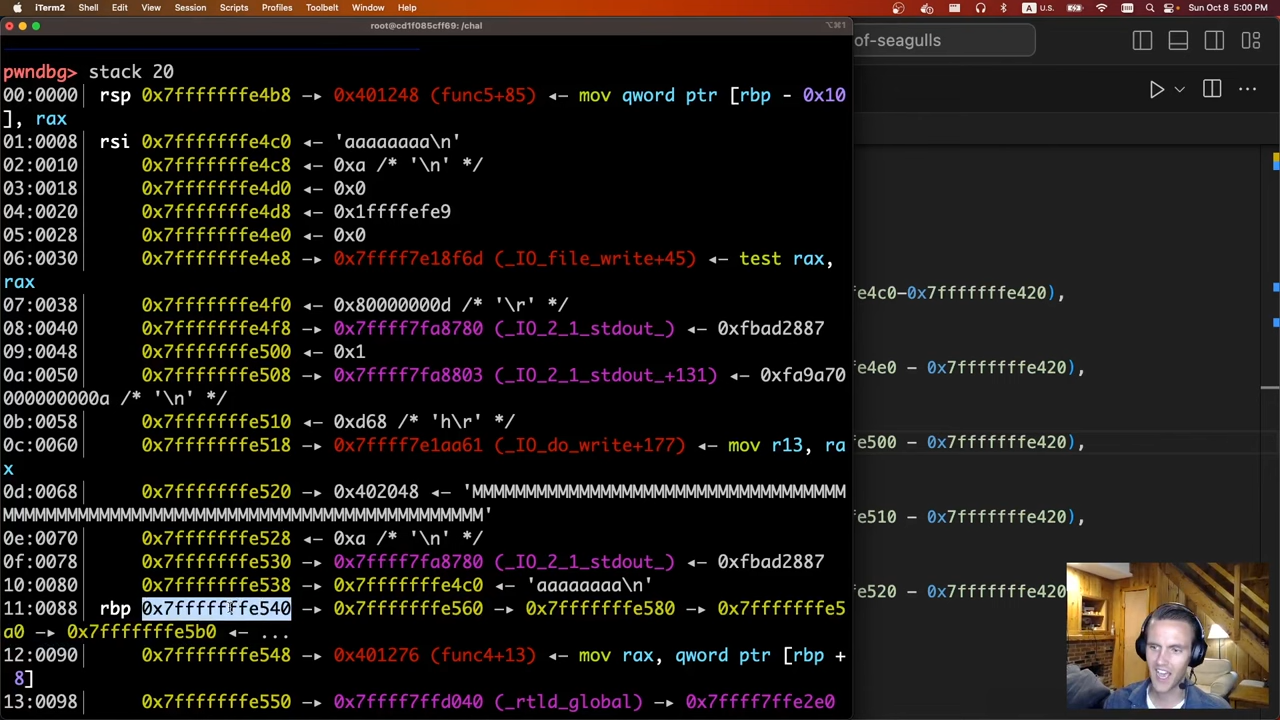 iTerm2 Shell Edit View Session Scripts Profiles Toolbelt Window Help A U.S. Sun Oct 8 5:00 PM
root@cd1f085cff69: /chal ⌥⌘1
of-seagulls
pwndbg> stack 20
00:0000│ rsp 0x7fffffffe4b8 —▸ 0x401248 (func5+85) ◂— mov qword ptr [rbp - 0x10
], rax
01:0008│ rsi 0x7fffffffe4c0 ◂— 'aaaaaaaa\n'
02:0010│ 0x7fffffffe4c8 ◂— 0xa /* '\n' */
03:0018│ 0x7fffffffe4d0 ◂— 0x0
04:0020│ 0x7fffffffe4d8 ◂— 0x1ffffefe9
05:0028│ 0x7fffffffe4e0 ◂— 0x0
06:0030│ 0x7fffffffe4e8 —▸ 0x7ffff7e18f6d (_IO_file_write+45) ◂— test rax,
rax
07:0038│ 0x7fffffffe4f0 ◂— 0x80000000d /* '\r' */
08:0040│ 0x7fffffffe4f8 —▸ 0x7ffff7fa8780 (_IO_2_1_stdout_) ◂— 0xfbad2887
09:0048│ 0x7fffffffe500 ◂— 0x1
0a:0050│ 0x7fffffffe508 —▸ 0x7ffff7fa8803 (_IO_2_1_stdout_+131) ◂— 0xfa9a70
000000000a /* '\n' */
0b:0058│ 0x7fffffffe510 ◂— 0xd68 /* 'h\r' */
0c:0060│ 0x7fffffffe518 —▸ 0x7ffff7e1aa61 (_IO_do_write+177) ◂— mov r13, ra
x
0d:0068│ 0x7fffffffe520 —▸ 0x402048 ◂— 'MMMMMMMMMMMMMMMMMMMMMMMMMMMMMMMMMM
MMMMMMMMMMMMMMMMMMMMMMMMMMMMMMMMMMMMMMMMMMMM'
0e:0070│ 0x7fffffffe528 ◂— 0xa /* '\n' */
0f:0078│ 0x7fffffffe530 —▸ 0x7ffff7fa8780 (_IO_2_1_stdout_) ◂— 0xfbad2887
10:0080│ 0x7fffffffe538 —▸ 0x7fffffffe4c0 ◂— 'aaaaaaaa\n'
11:0088│ rbp 0x7fffffffe540 —▸ 0x7fffffffe560 —▸ 0x7fffffffe580 —▸ 0x7fffffffe5
a0 —▸ 0x7fffffffe5b0 ◂— ...
12:0090│ 0x7fffffffe548 —▸ 0x401276 (func4+13) ◂— mov rax, qword ptr [rbp +
8]
13:0098│ 0x7fffffffe550 —▸ 0x7ffff7ffd040 (_rtld_global) —▸ 0x7ffff7ffe2e0
fe4c0-0x7fffffffe420),
fe4e0 - 0x7fffffffe420),
fe500 - 0x7fffffffe420),
fe510 - 0x7fffffffe420),
fe520 - 0x7fffffffe420